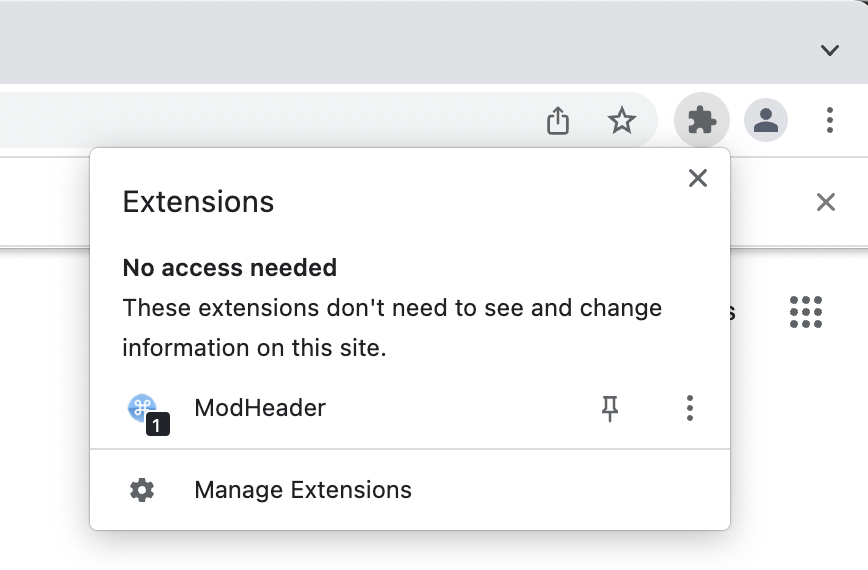 Extensions
No access needed
These extensions don't need to see and change
information on this site.
ModHeader
1
Manage Extensions